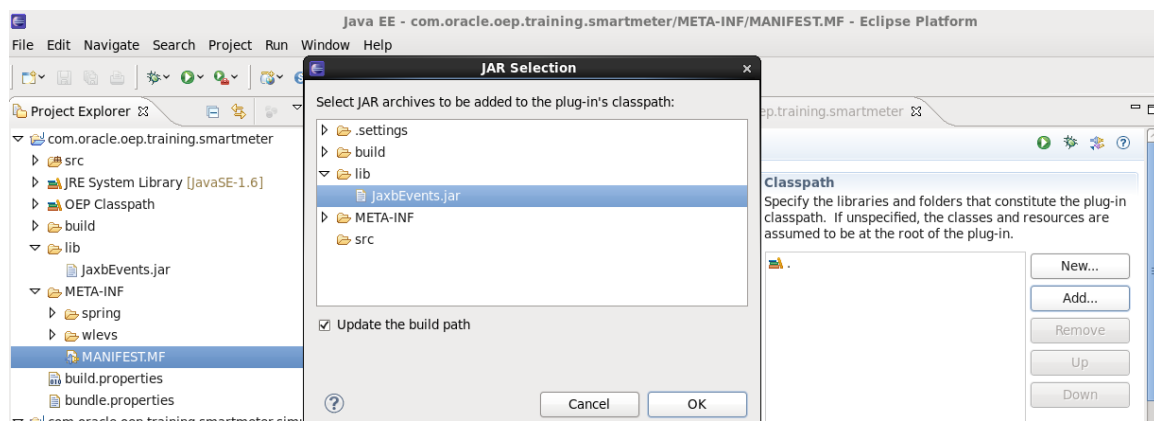 Java EE - com.oracle.oep.training.smartmeter/META-INF/MANIFEST.MF - Eclipse Platform
File Edit Navigate Search Project Run Window Help
Project Explorer
com.oracle.oep.training.smartmeter
src
JRE System Library [JavaSE-1.6]
OEP Classpath
build
lib
JaxbEvents.jar
META-INF
spring
wlevs
MANIFEST.MF
build.properties
bundle.properties
JAR Selection
Select JAR archives to be added to the plug-in's classpath:
.settings
build
lib
JaxbEvents.jar
META-INF
src
Update the build path
Cancel OK
ep.training.smartmeter
Classpath
Specify the libraries and folders that constitute the plug-in
classpath. If unspecified, the classes and resources are
assumed to be at the root of the plug-in.
.
New...
Add...
Remove
Up
Down